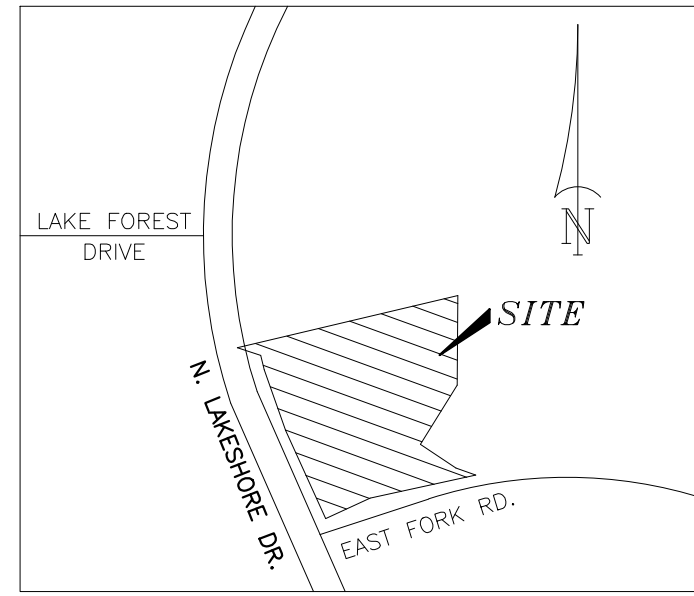 LAKE FOREST
DRIVE
N
SITE
N. LAKESHORE DR.
EAST FORK RD.